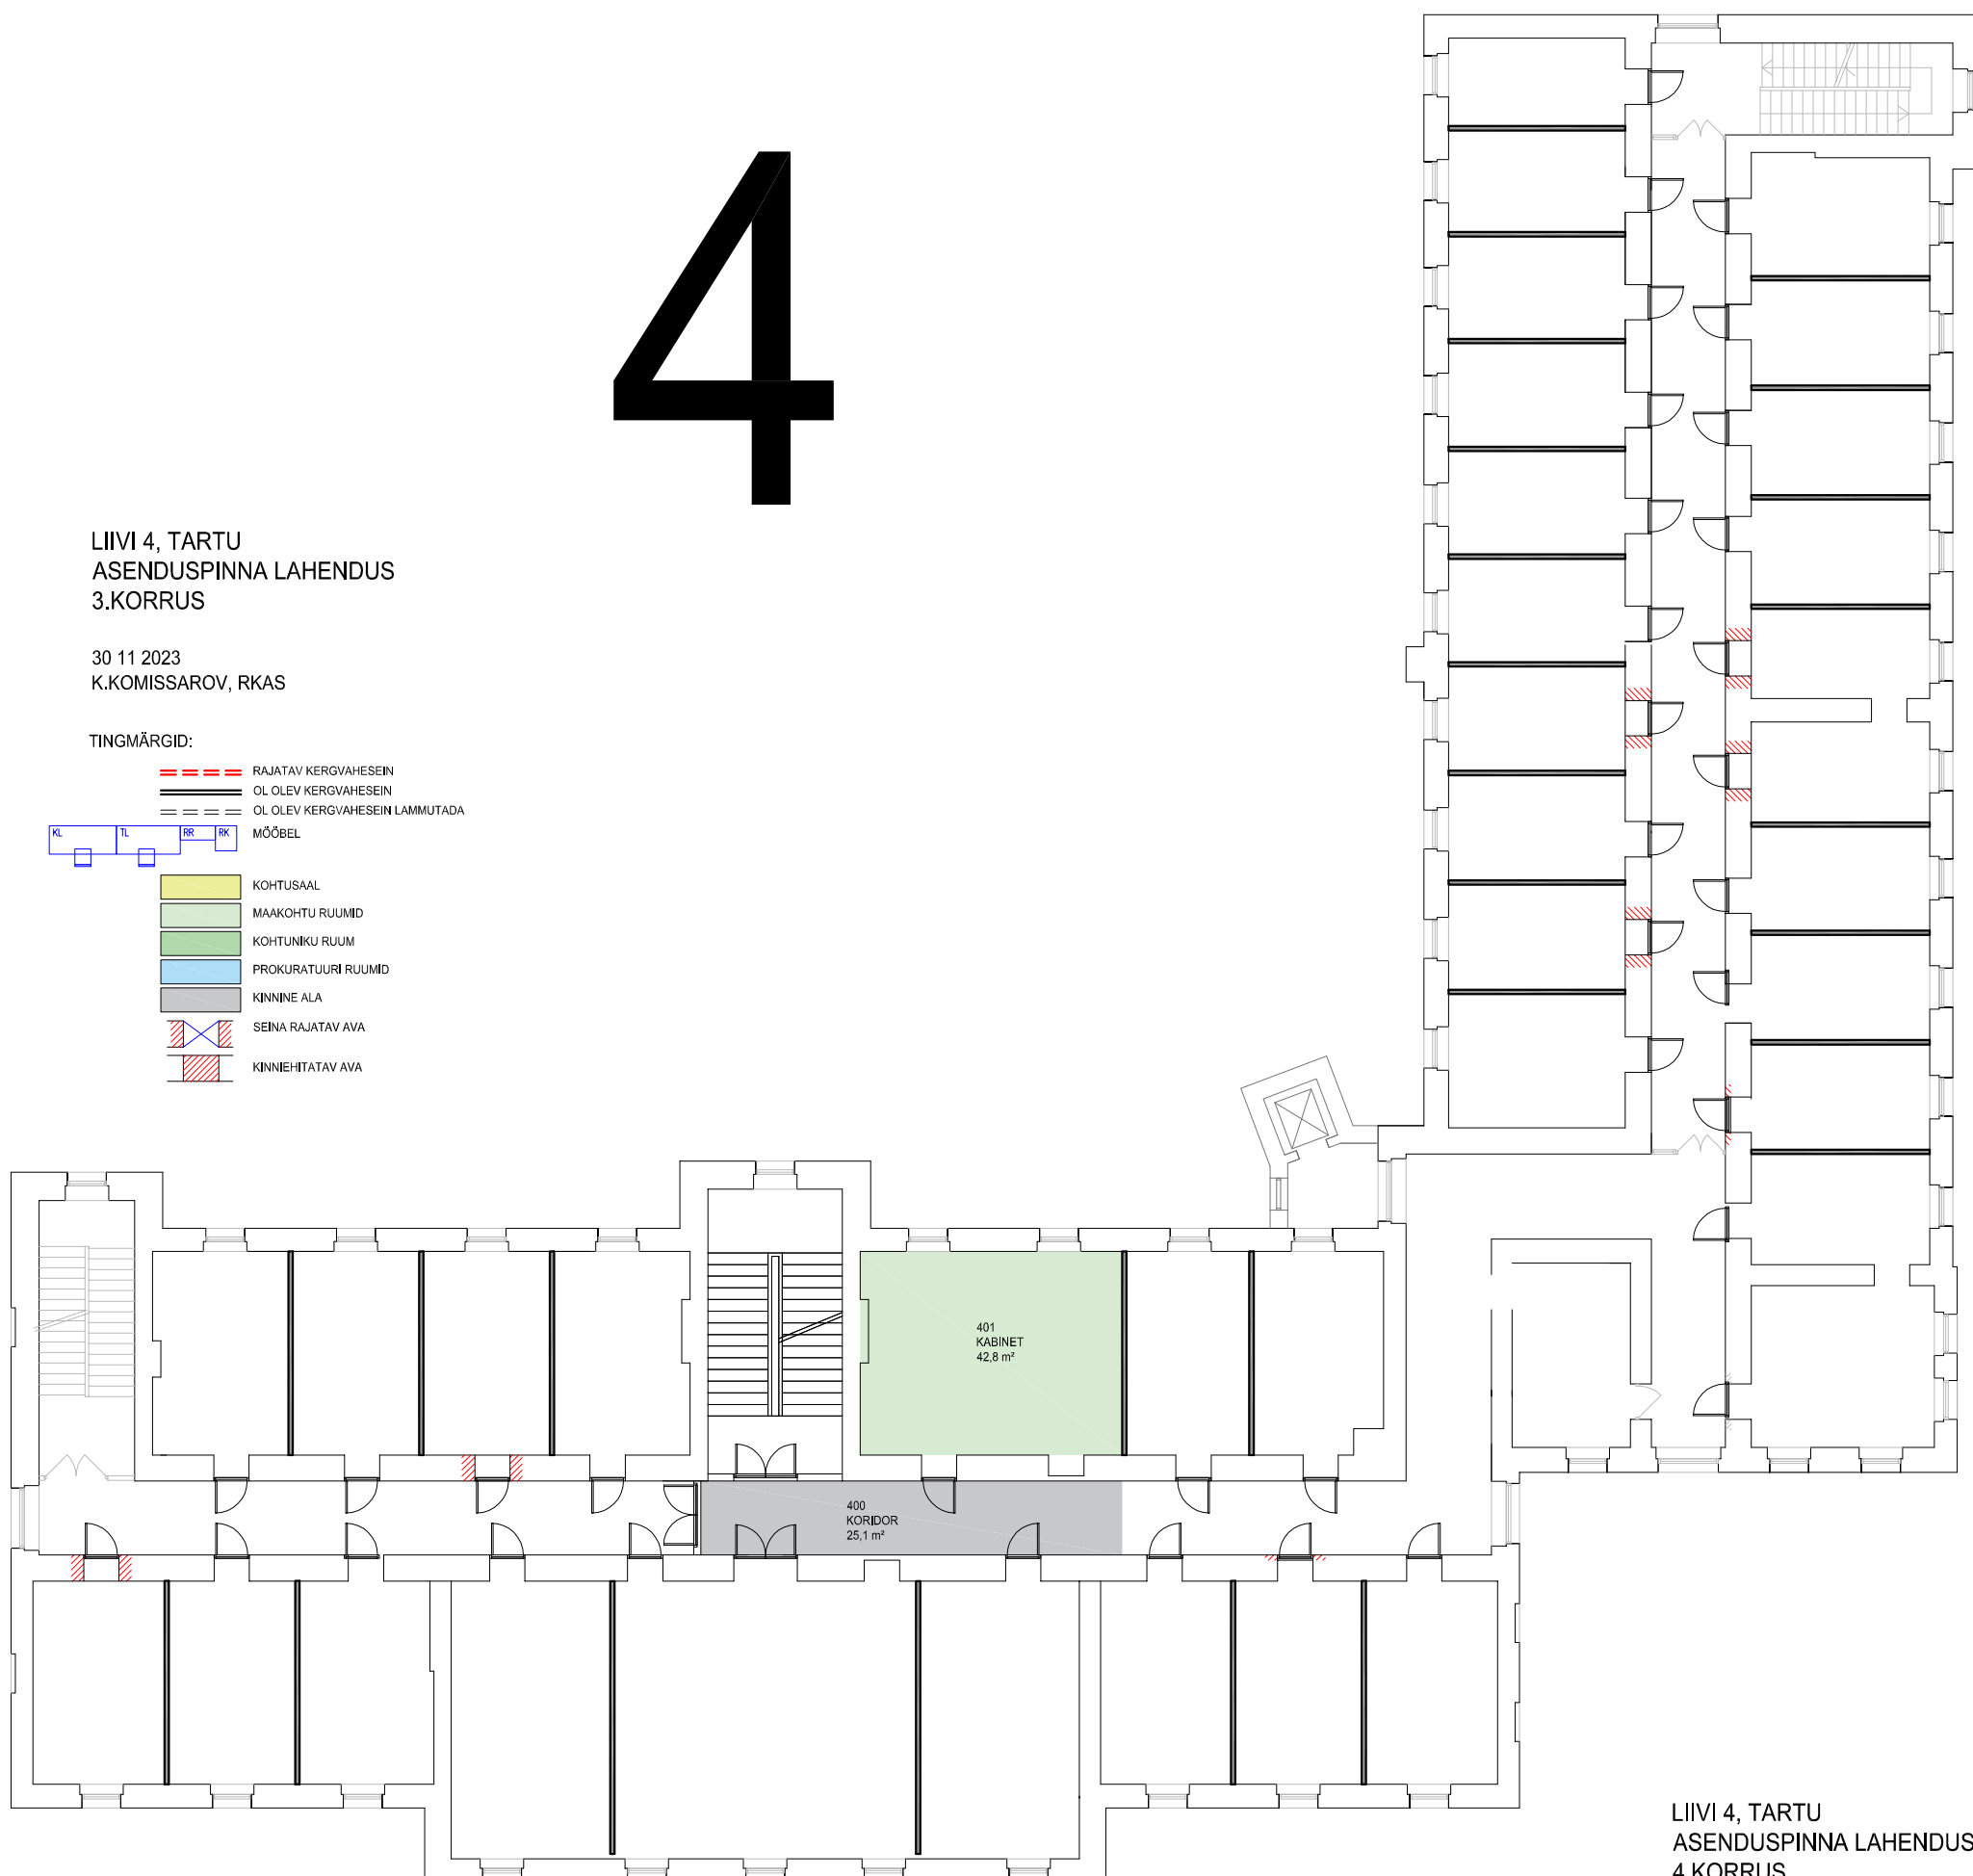 4
LIIVI 4, TARTU
ASENDUSPINNA LAHENDUS
3.KORRUS
30 11 2023
K.KOMISSAROV, RKAS
TINGMÄRGID:
RAJATAV KERGVAHESEIN
OL OLEV KERGVAHESEIN
OL OLEV KERGVAHESEIN LAMMUTADA
KL TL RR RK MÖÖBEL
KOHTUSAAL
MAAKOHTU RUUMID
KOHTUNIKU RUUM
PROKURATUURI RUUMID
KINNINE ALA
SEINA RAJATAV AVA
KINNIEHITATAV AVA
401
KABINET
42,8 m²
400
KORIDOR
25,1 m²
LIIVI 4, TARTU
ASENDUSPINNA LAHENDUS
4.KORRUS